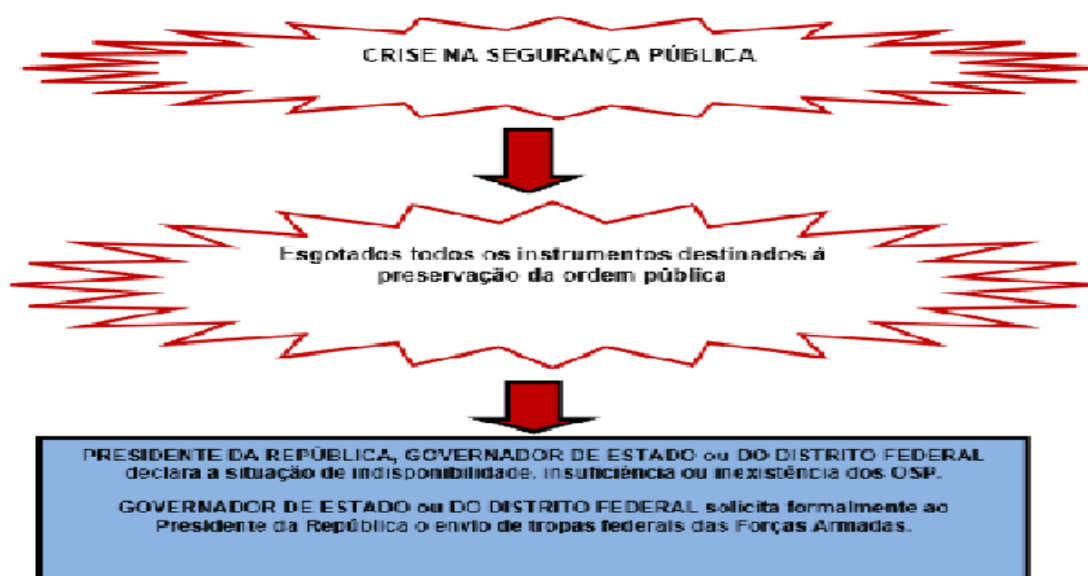 CRISE NA SEGURANÇA PÚBLICA
Esgotados todos os instrumentos destinados à
preservação da ordem pública
PRESIDENTE DA REPÚBLICA, GOVERNADOR DE ESTADO ou DO DISTRITO FEDERAL
declara a situação de indisponibilidade, insuficiência ou inexistência dos OSP.
GOVERNADOR DE ESTADO ou DO DISTRITO FEDERAL solicita formalmente ao
Presidente da República o envio de tropas federais das Forças Armadas.